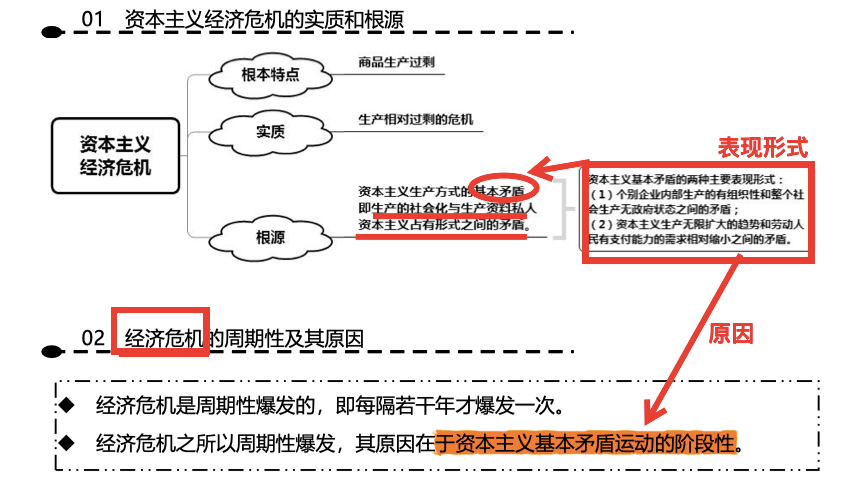 01 资本主义经济危机的实质和根源
根本特点
商品生产过剩
实质
生产相对过剩的危机
资本主义
经济危机
表现形式
资本主义生产方式的基本矛盾
即生产的社会化与生产资料私人
资本主义占有形式之间的矛盾。
根源
资本主义基本矛盾的两种主要表现形式：
（1）个别企业内部生产的有组织性和整个社
会生产无政府状态之间的矛盾；
（2）资本主义生产无限扩大的趋势和劳动人
民有支付能力的需求相对缩小之间的矛盾。
原因
02 经济危机的周期性及其原因
经济危机是周期性爆发的，即每隔若干年才爆发一次。
经济危机之所以周期性爆发，其原因在于资本主义基本矛盾运动的阶段性。